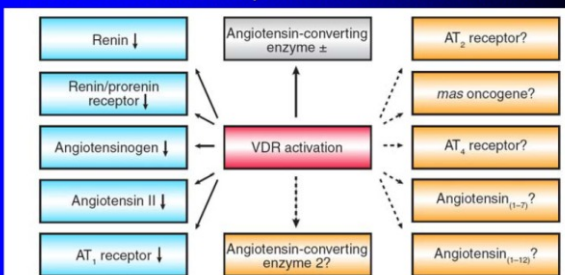 Renin ↓
Angiotensin-converting
enzyme ±
AT₂ receptor?
Renin/prorenin
receptor ↓
mas oncogene?
Angiotensinogen ↓
VDR activation
AT₄ receptor?
Angiotensin II ↓
Angiotensin₍₁₋₇₎?
AT₁ receptor ↓
Angiotensin-converting
enzyme 2?
Angiotensin₍₁₋₁₂₎?